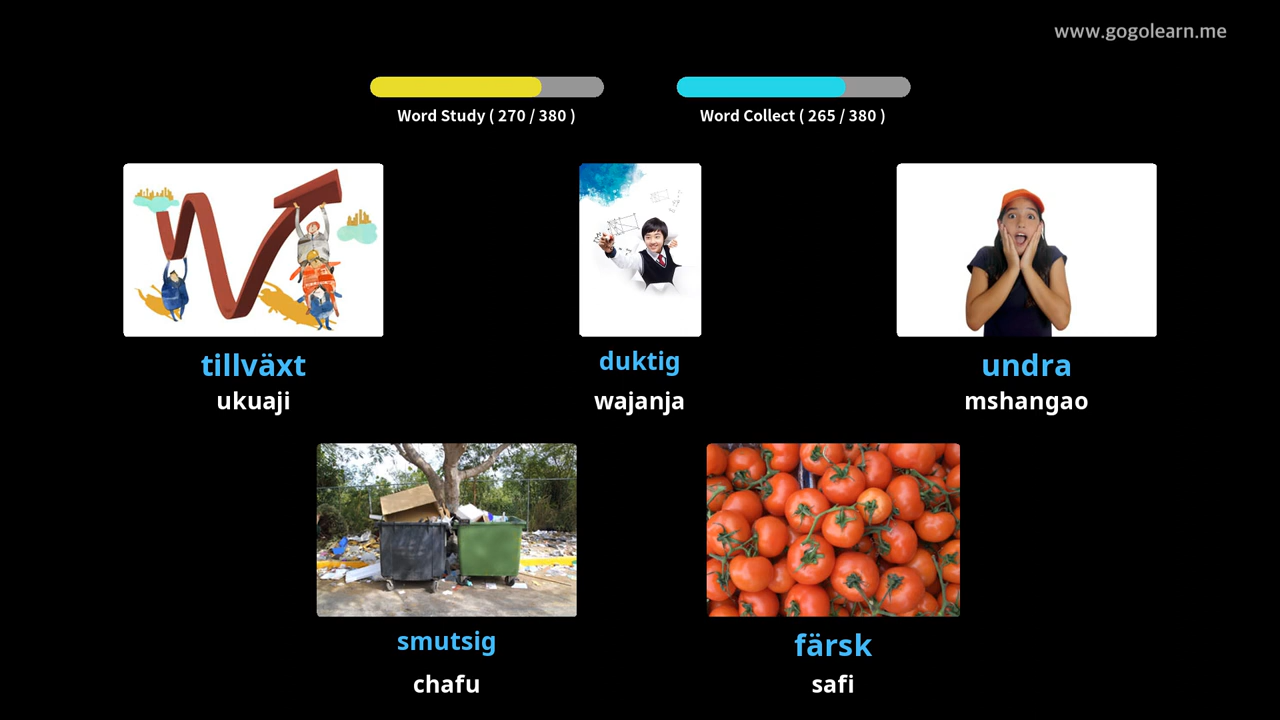 www.gogolearn.me
Word Study ( 270 / 380 )
Word Collect ( 265 / 380 )
tillväxt
ukuaji
duktig
wajanja
undra
mshangao
smutsig
chafu
färsk
safi